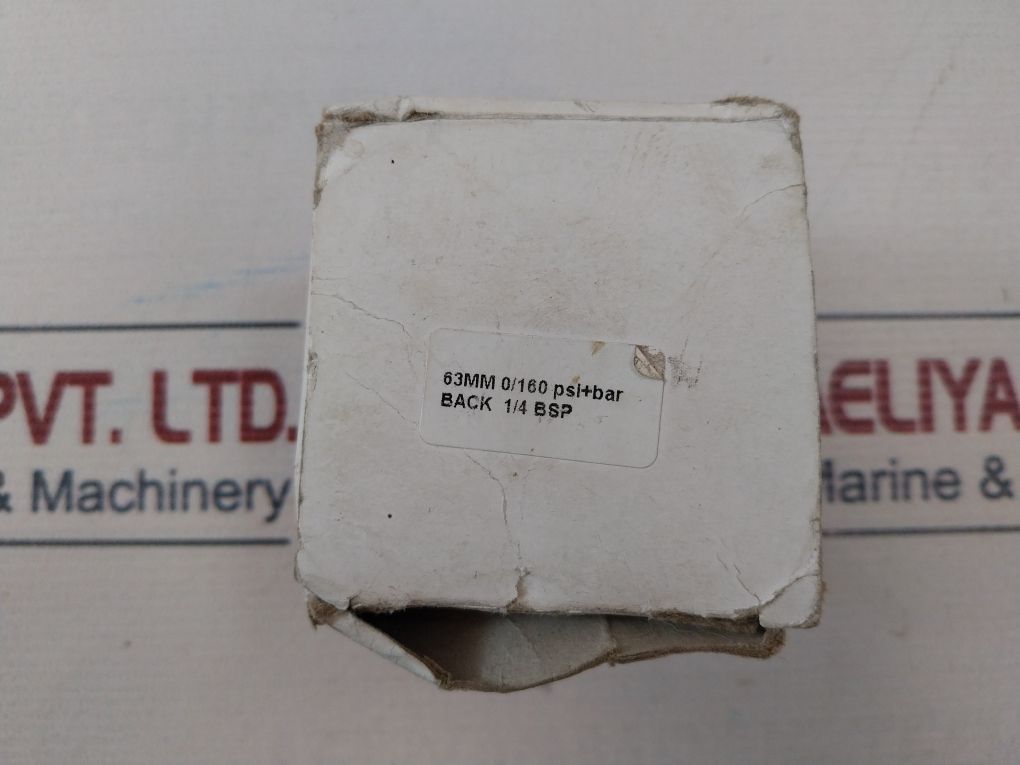 63MM 0/160 psi+bar
BACK 1/4 BSP
PVT. LTD.
& Machinery
AELIYA
Marine &